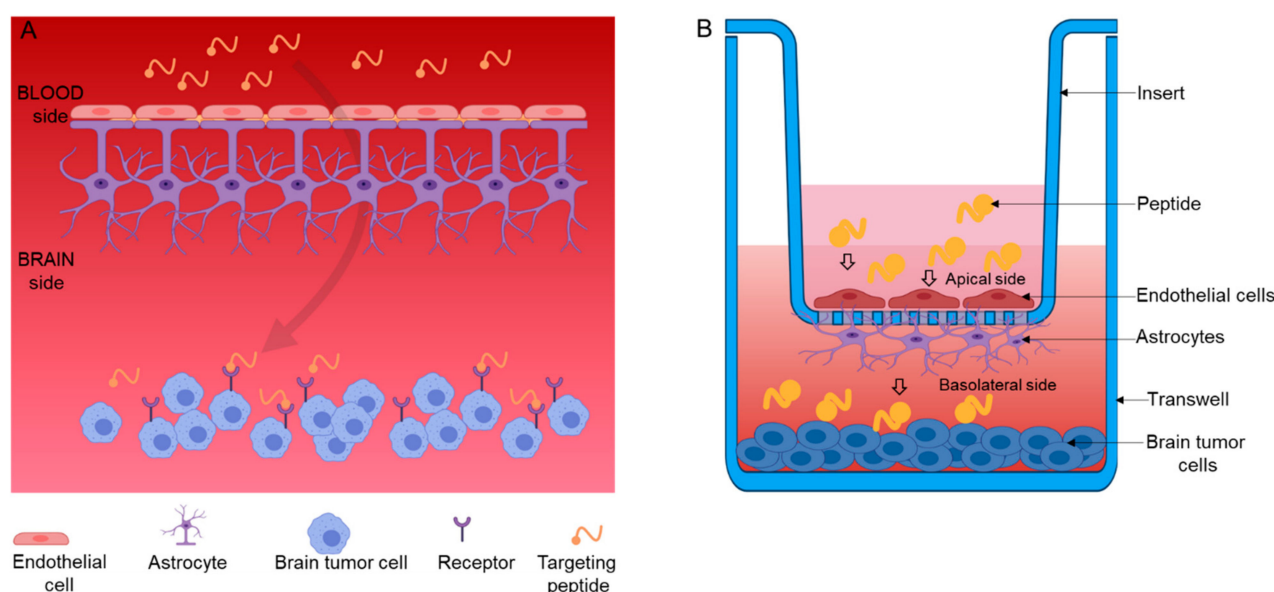 A
BLOOD
side
BRAIN
side
Endothelial
cell
Astrocyte
Brain tumor cell
Receptor
Targeting
peptide
B
Insert
Peptide
Apical side
Endothelial cells
Astrocytes
Basolateral side
Transwell
Brain tumor
cells